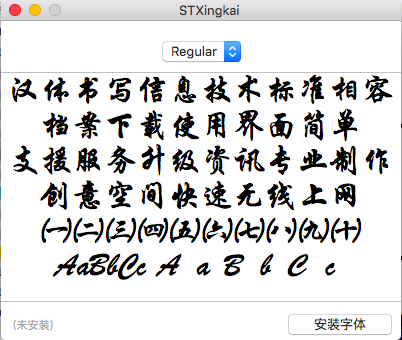 STXingkai
Regular
汉体书写信息技术标准相容
档案下载使用界面简单
支援服务升级资讯专业制作
创意空间快速无线上网
㈠㈡㈢㈣㈤㈥㈦㈧㈨㈩
AaBbCc A a B b C c
(未安装) 安装字体